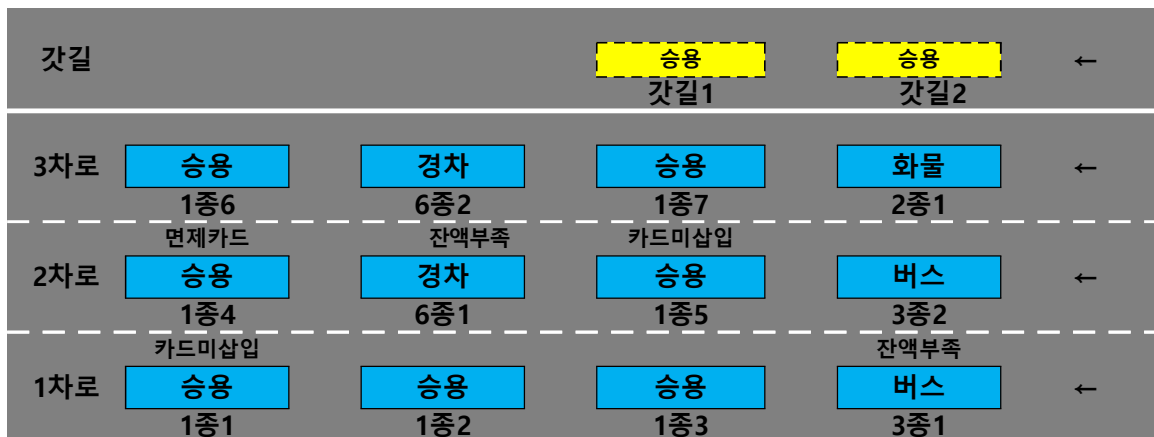 갓길 승용 승용 ←
갓길1 갓길2
3차로 승용 경차 승용 화물 ←
1종6 6종2 1종7 2종1
면제카드 잔액부족 카드미삽입
2차로 승용 경차 승용 버스 ←
1종4 6종1 1종5 3종2
카드미삽입 잔액부족
1차로 승용 승용 승용 버스 ←
1종1 1종2 1종3 3종1